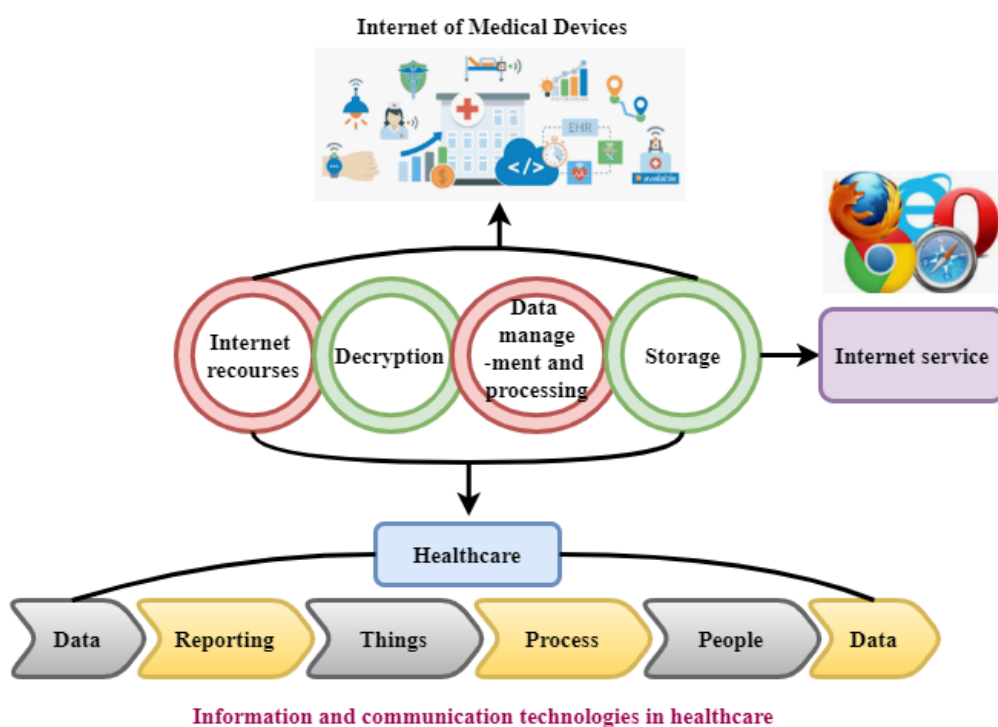 Internet of Medical Devices
EHR
</>
$
available
Internet
recourses
Decryption
Data
manage
-ment and
processing
Storage
Internet service
Healthcare
Data
Reporting
Things
Process
People
Data
Information and communication technologies in healthcare